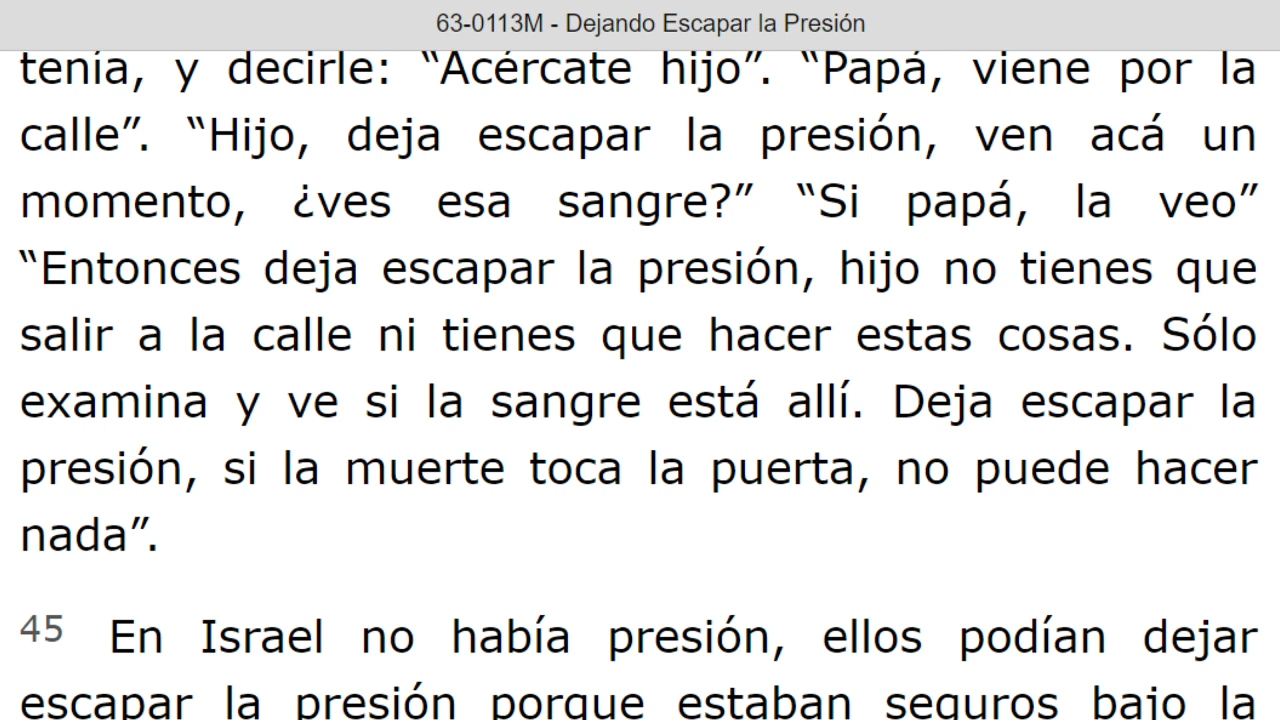 63-0113M - Dejando Escapar la Presión
tenía, y decirle: “Acércate hijo”. “Papá, viene por la
calle”. “Hijo, deja escapar la presión, ven acá un
momento, ¿ves esa sangre?” “Si papá, la veo”
“Entonces deja escapar la presión, hijo no tienes que
salir a la calle ni tienes que hacer estas cosas. Sólo
examina y ve si la sangre está allí. Deja escapar la
presión, si la muerte toca la puerta, no puede hacer
nada”.
45 En Israel no había presión, ellos podían dejar
escapar la presión porque estaban seguros bajo la